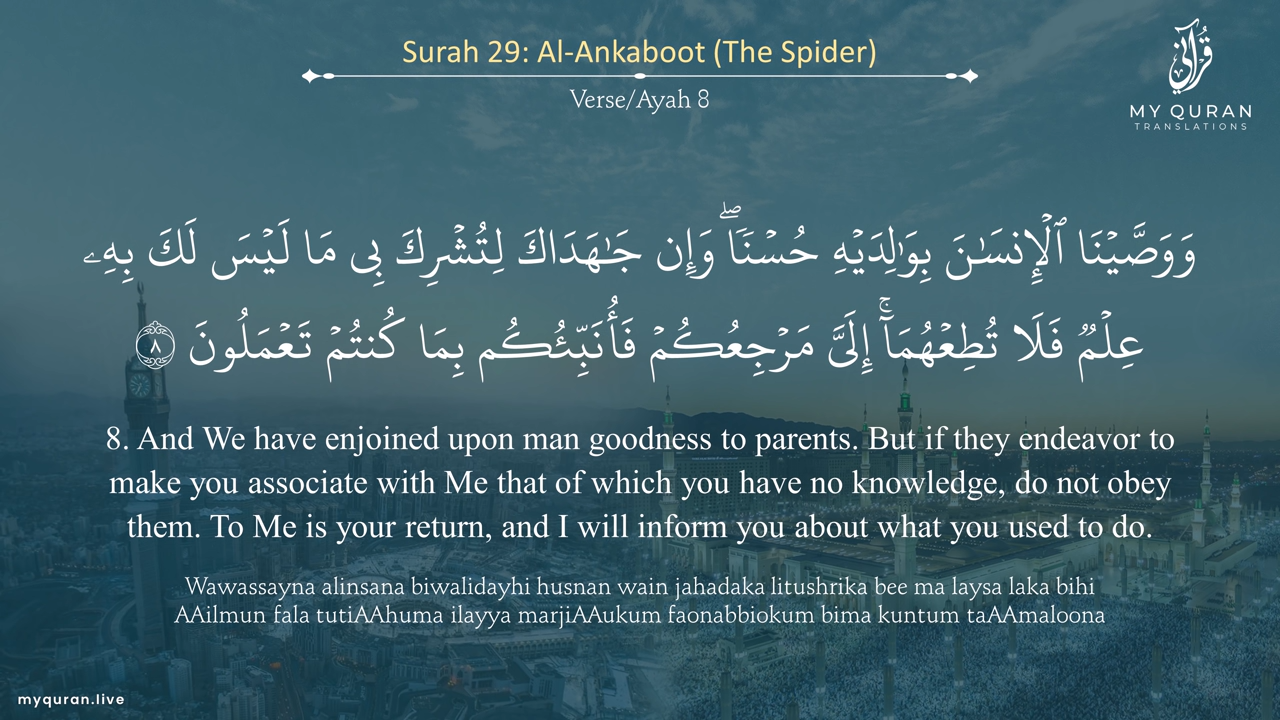 Surah 29: Al-Ankaboot (The Spider)
Verse/Ayah 8
قرآني
MY QURAN
TRANSLATIONS
وَوَصَّيْنَا ٱلْإِنسَـٰنَ بِوَٰلِدَيْهِ حُسْنًا ۖ وَإِن جَـٰهَدَاكَ لِتُشْرِكَ بِى مَا لَيْسَ لَكَ بِهِۦ
عِلْمٌ فَلَا تُطِعْهُمَآ ۚ إِلَىَّ مَرْجِعُكُمْ فَأُنَبِّئُكُم بِمَا كُنتُمْ تَعْمَلُونَ ٨
8. And We have enjoined upon man goodness to parents. But if they endeavor to
make you associate with Me that of which you have no knowledge, do not obey
them. To Me is your return, and I will inform you about what you used to do.
Wawassayna alinsana biwalidayhi husnan wain jahadaka litushrika bee ma laysa laka bihi
AAilmun fala tutiAAhuma ilayya marjiAAukum faonabbiokum bima kuntum taAAmaloona
myquran.live